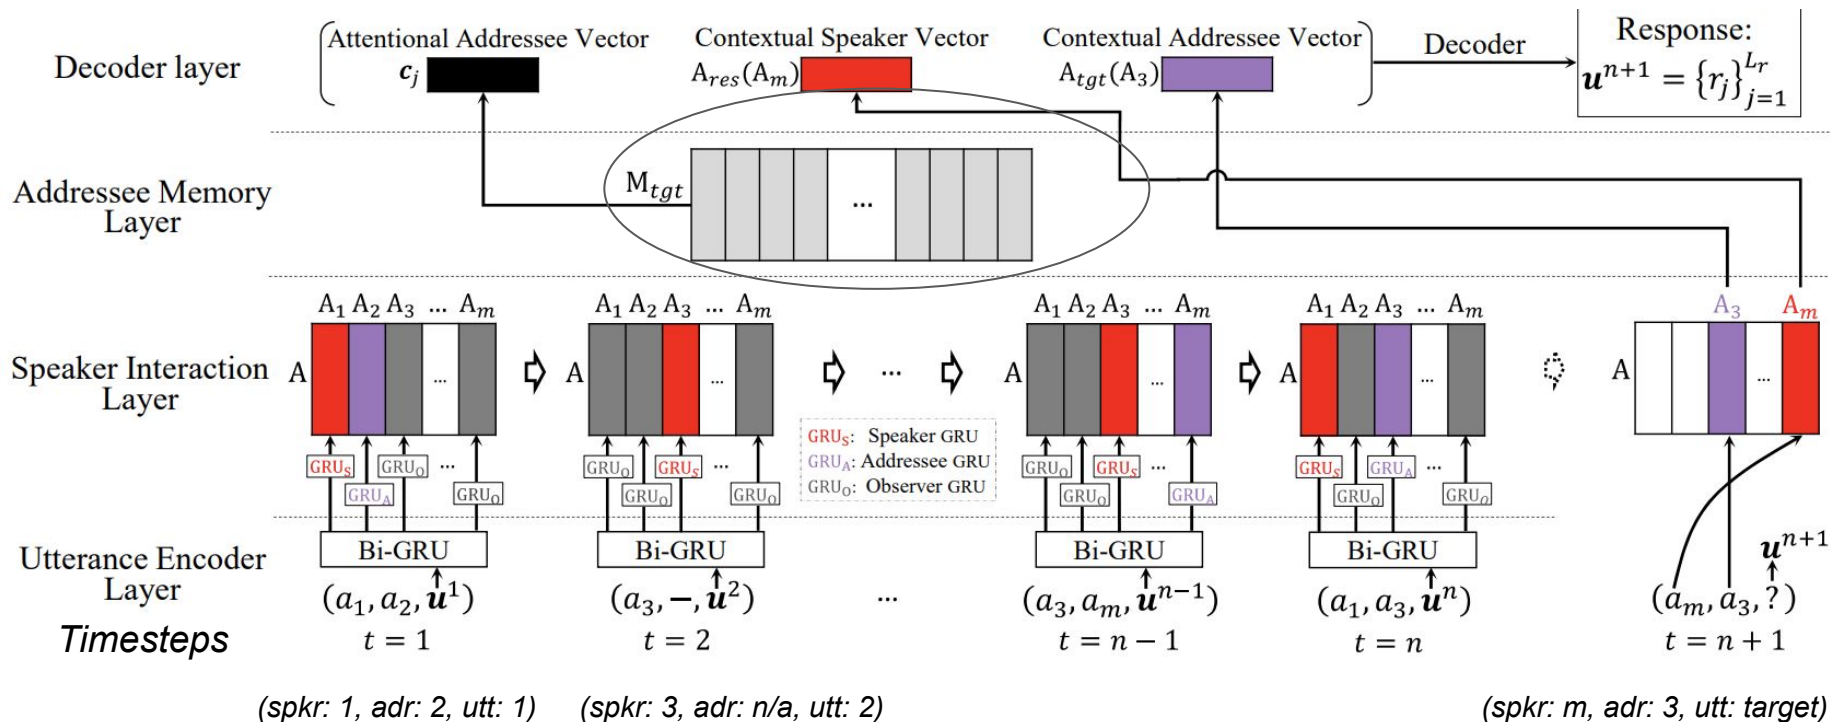 Decoder layer
Attentional Addressee Vector
c_j
Contextual Speaker Vector
A_res(A_m)
Contextual Addressee Vector
A_tgt(A_3)
Decoder
Response:
u^{n+1} = {r_j}_{j=1}^{L_r}
Addressee Memory
Layer
M_tgt
...
Speaker Interaction
Layer
A_1 A_2 A_3 ... A_m
A
...
A_1 A_2 A_3 ... A_m
A
...
...
A_1 A_2 A_3 ... A_m
A
...
A_1 A_2 A_3 ... A_m
A
...
A_3 A_m
A
...
GRU_S GRU_A GRU_O ... GRU_O
GRU_O GRU_O GRU_S ... GRU_O
GRU_S: Speaker GRU
GRU_A: Addressee GRU
GRU_O: Observer GRU
GRU_O GRU_O GRU_S ... GRU_A
GRU_S GRU_O GRU_A ... GRU_O
Utterance Encoder
Layer
Bi-GRU
(a_1, a_2, u^1)
Bi-GRU
(a_3, −, u^2)
...
Bi-GRU
(a_3, a_m, u^{n-1})
Bi-GRU
(a_1, a_3, u^n)
u^{n+1}
(a_m, a_3, ?)
Timesteps
t = 1
t = 2
t = n − 1
t = n
t = n + 1
(spkr: 1, adr: 2, utt: 1)
(spkr: 3, adr: n/a, utt: 2)
(spkr: m, adr: 3, utt: target)